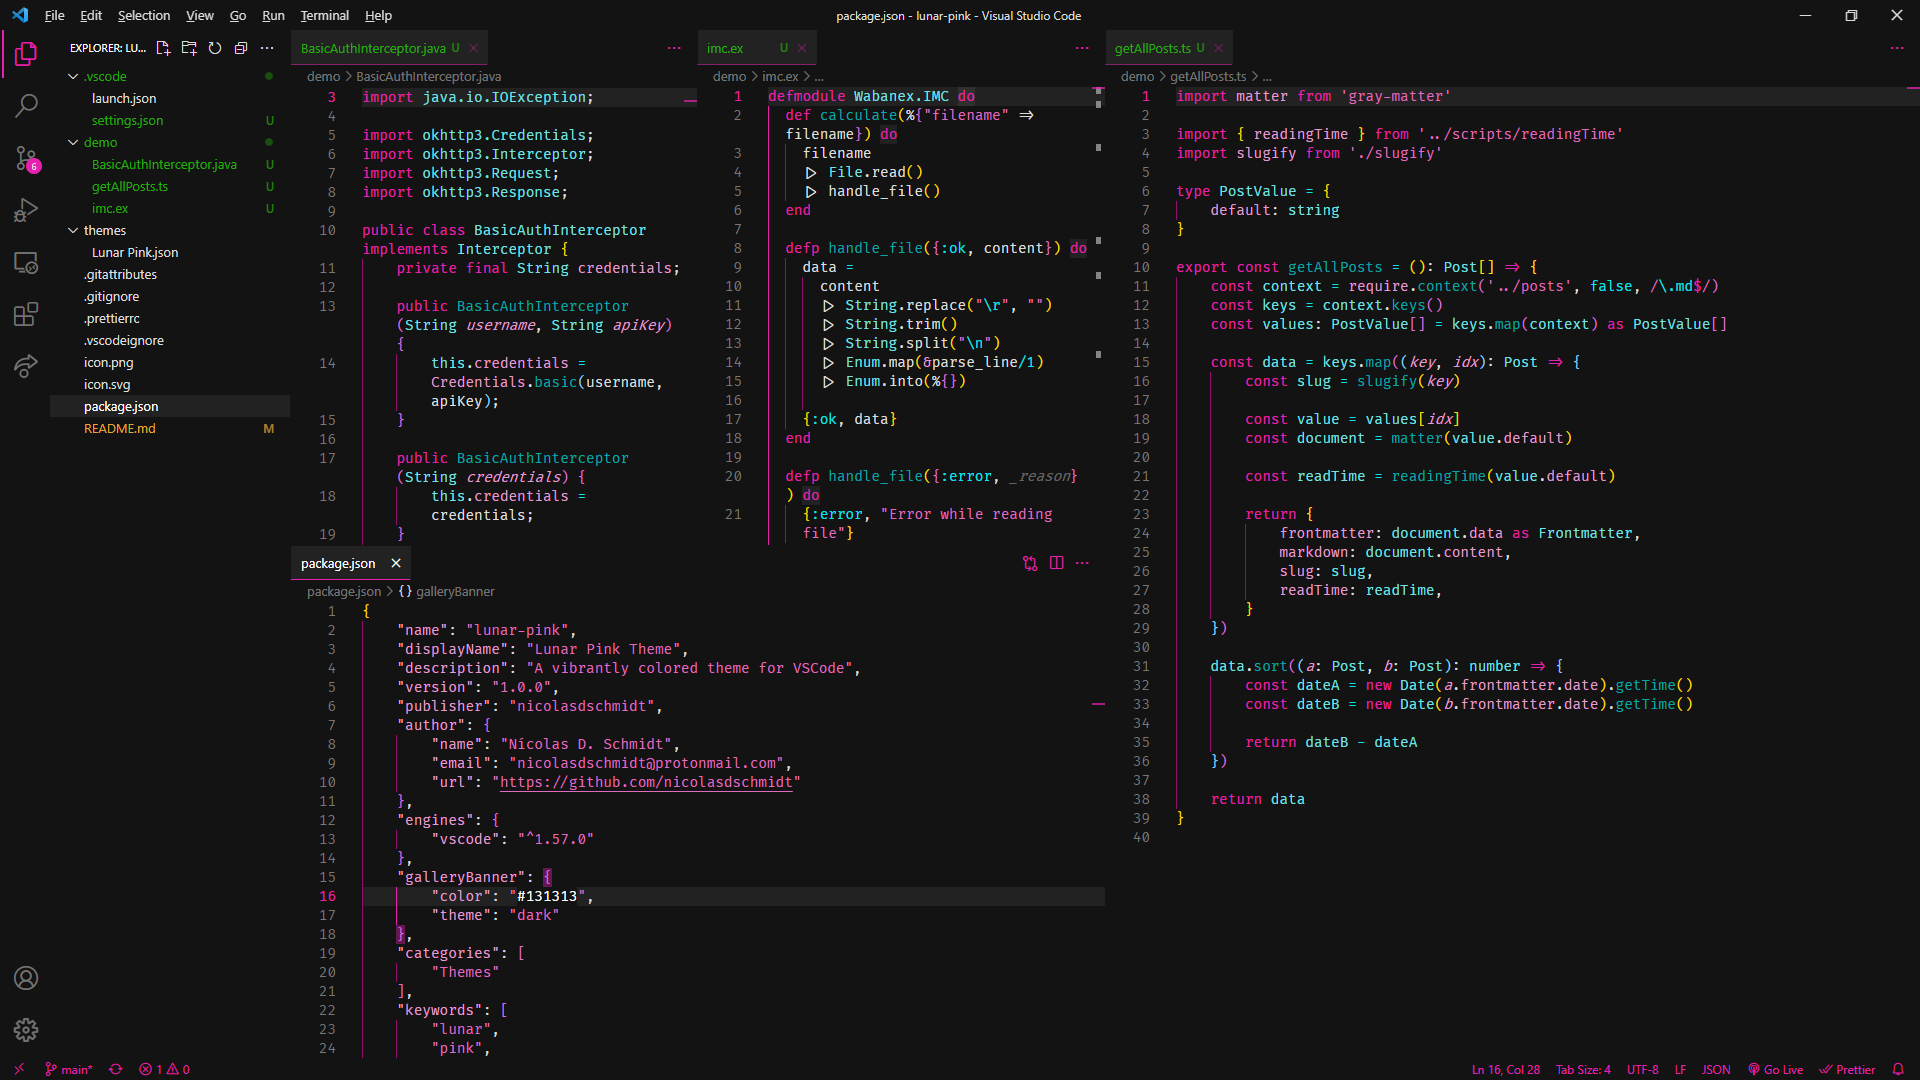 File Edit Selection View Go Run Terminal Help
package.json - lunar-pink - Visual Studio Code
EXPLORER: LU...
.vscode
launch.json
settings.json U
demo
BasicAuthInterceptor.java U
getAllPosts.ts U
imc.ex U
themes
Lunar Pink.json
.gitattributes
.gitignore
.prettierrc
.vscodeignore
icon.png
icon.svg
package.json
README.md M
6
BasicAuthInterceptor.java U
demo > BasicAuthInterceptor.java
3 import java.io.IOException;
4
5 import okhttp3.Credentials;
6 import okhttp3.Interceptor;
7 import okhttp3.Request;
8 import okhttp3.Response;
9
10 public class BasicAuthInterceptor
implements Interceptor {
11 private final String credentials;
12
13 public BasicAuthInterceptor
(String username, String apiKey)
{
14 this.credentials =
Credentials.basic(username,
apiKey);
15 }
16
17 public BasicAuthInterceptor
(String credentials) {
18 this.credentials =
credentials;
19 }
imc.ex U
demo > imc.ex > ...
1 defmodule Wabanex.IMC do
2 def calculate(%{"filename" =>
filename}) do
3 filename
4 |> File.read()
5 |> handle_file()
6 end
7
8 defp handle_file({:ok, content}) do
9 data =
10 content
11 |> String.replace("\r", "")
12 |> String.trim()
13 |> String.split("\n")
14 |> Enum.map(&parse_line/1)
15 |> Enum.into(%{})
16
17 {:ok, data}
18 end
19
20 defp handle_file({:error, _reason}
) do
21 {:error, "Error while reading
file"}
getAllPosts.ts U
demo > getAllPosts.ts > ...
1 import matter from 'gray-matter'
2
3 import { readingTime } from '../scripts/readingTime'
4 import slugify from './slugify'
5
6 type PostValue = {
7 default: string
8 }
9
10 export const getAllPosts = (): Post[] => {
11 const context = require.context('../posts', false, /\.md$/)
12 const keys = context.keys()
13 const values: PostValue[] = keys.map(context) as PostValue[]
14
15 const data = keys.map((key, idx): Post => {
16 const slug = slugify(key)
17
18 const value = values[idx]
19 const document = matter(value.default)
20
21 const readTime = readingTime(value.default)
22
23 return {
24 frontmatter: document.data as Frontmatter,
25 markdown: document.content,
26 slug: slug,
27 readTime: readTime,
28 }
29 })
30
31 data.sort((a: Post, b: Post): number => {
32 const dateA = new Date(a.frontmatter.date).getTime()
33 const dateB = new Date(b.frontmatter.date).getTime()
34
35 return dateB - dateA
36 })
37
38 return data
39 }
40
package.json
package.json > {} galleryBanner
1 {
2 "name": "lunar-pink",
3 "displayName": "Lunar Pink Theme",
4 "description": "A vibrantly colored theme for VSCode",
5 "version": "1.0.0",
6 "publisher": "nicolasdschmidt",
7 "author": {
8 "name": "Nícolas D. Schmidt",
9 "email": "nicolasdschmidt@protonmail.com",
10 "url": "https://github.com/nicolasdschmidt"
11 },
12 "engines": {
13 "vscode": "^1.57.0"
14 },
15 "galleryBanner": {
16 "color": "#131313",
17 "theme": "dark"
18 },
19 "categories": [
20 "Themes"
21 ],
22 "keywords": [
23 "lunar",
24 "pink",
main* 1 0
Ln 16, Col 28 Tab Size: 4 UTF-8 LF JSON Go Live Prettier